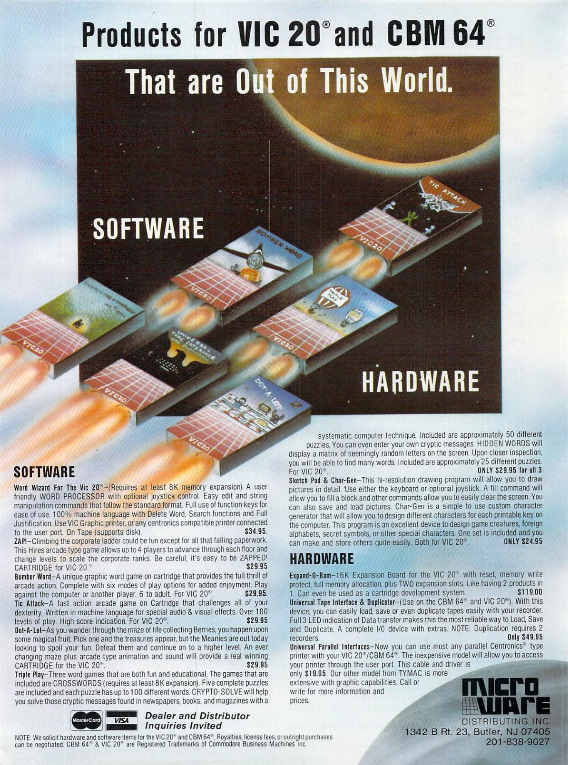 Products for VIC 20® and CBM 64®
That are Out of This World.
TIC ATTACK
SOFTWARE
BOMBER WORD
VIC20
VIC20
VIC20
VIC20
DOT A LOT
HARDWARE
VIC20
systematic computer technique. Included are approximately 50 different
puzzles. You can even enter your own cryptic messages. HIDDEN WORDS will
display a matrix of seemingly random letters on the screen. Upon closer inspection,
you will be able to find many words. Included are approximately 25 different puzzles.
For VIC 20®. ONLY $29.95 for all 3
Sketch Pad & Char-Gen–This hi-resolution drawing program will allow you to draw
pictures in detail. Use either the keyboard or optional joystick. A fill command will
allow you to fill a block and other commands allow you to easily clear the screen. You
can also save and load pictures. Char-Gen is a simple to use custom character
generator that will allow you to design different characters for each printable key on
the computer. This program is an excellent device to design game creatures, foreign
alphabets, secret symbols, or other special characters. One set is included and you
can make and store offers quite easily. Both for VIC 20®. ONLY $24.95
SOFTWARE
Word Wizard For The Vic 20®–(Requires at least 8K memory expansion) A user
friendly WORD PROCESSOR with optional joystick control. Easy edit and string
manipulation commands that follow the standard format. Full use of function keys for
ease of use. 100% machine language with Delete Word, Search functions and Full
Justification. Use VIC Graphic printer, or any centronics compatible printer connected
to the user port. On Tape (supports disk). $34.95.
ZAP!–Climbing the corporate ladder could be fun except for all that falling paperwork.
This Hires arcade type game allows up to 4 players to advance through each floor and
change levels to scale the corporate ranks. Be careful, it's easy to be ZAPPED
CARTRIDGE for VIC 20.® $29.95
Bomber Word–A unique graphic word game on cartridge that provides the full thrill of
arcade action. Complete with six modes of play options for added enjoyment. Play
against the computer or another player. 6 to adult. For VIC 20®. $29.95.
Tic Attack–A fast action arcade game on Cartridge that challenges all of your
dexterity. Written in machine language for special audio & visual effects. Over 100
levels of play. High score indication. For VIC 20®. $29.95
Dot-A-Lot–As you wander through the maze of life collecting Berries, you happen upon
some magical fruit. Pick one and the treasures appear, but the Meanies are out today
looking to spoil your fun. Defeat them and continue on to a higher level. An ever
changing maze plus arcade-type animation and sound will provide a real winning
CARTRIDGE for the VIC 20®. $29.95
Triple Play–Three word games that are both fun and educational. The games that are
included are CROSSWORDS (requires at least 8K expansion). Five complete puzzles
are included and each puzzle has up to 100 different words. CRYPTO-SOLVE will help
you solve those cryptic messages found in newspapers, books, and magazines with a
HARDWARE
Expand-O-Ram–16K Expansion Board for the VIC 20® with reset, memory write
protect, full memory allocation, plus TWO expansion slots. Like having 2 products in
1. Can even be used as a cartridge development system. $119.00
Universal Tape Interface & Duplicator–(Use on the CBM 64® and VIC 20®). With this
device, you can easily load, save or even duplicate tapes easily with your recorder.
Full 3 LED indication of Data transfer makes this the most reliable way to Load, Save
and Duplicate. A complete I/0 device with extras. NOTE: Duplication requires 2
recorders. Only $49.95
Universal Parallel Interfaces–Now you can use most any parallel Centronics® type
printer with your VIC 20®/CBM 64®. The inexpensive model will allow you to access
your printer through the user port. This cable and driver is
only $19.95. Our other model from TYMAC is more
extensive with graphic capabilities. Call or
write for more information and
prices.
MasterCard
VISA
Dealer and Distributor
Inquiries Invited
NOTE: We solicit hardware and software items for the VIC 20® and CBM 64®. Royalties, license fees, or outright purchases
can be negotiated. CBM 64® & VIC 20® are Registered Trademarks of Commodore Business Machines Inc.
MICRO
WARE
DISTRIBUTING INC.
1342 B Rt. 23, Butler, NJ 07405
201-838-9027